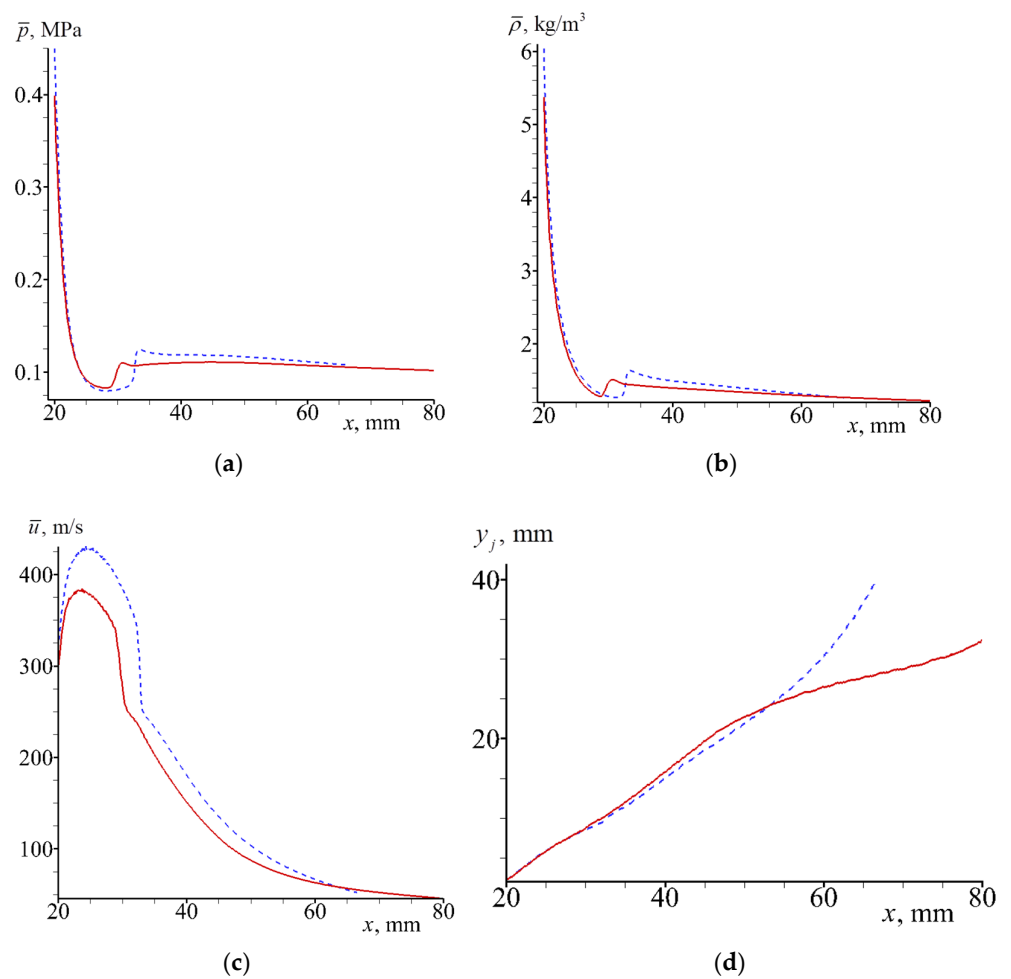 p̅, MPa
0.4
0.3
0.2
0.1
20 40 60 80
x, mm
(a)
ρ̅, kg/m³
6
5
4
3
2
20 40 60 80
x, mm
(b)
u̅, m/s
400
300
200
100
20 40 60 80
x, mm
(c)
y_j, mm
40
20
20 40 60 80
x, mm
(d)